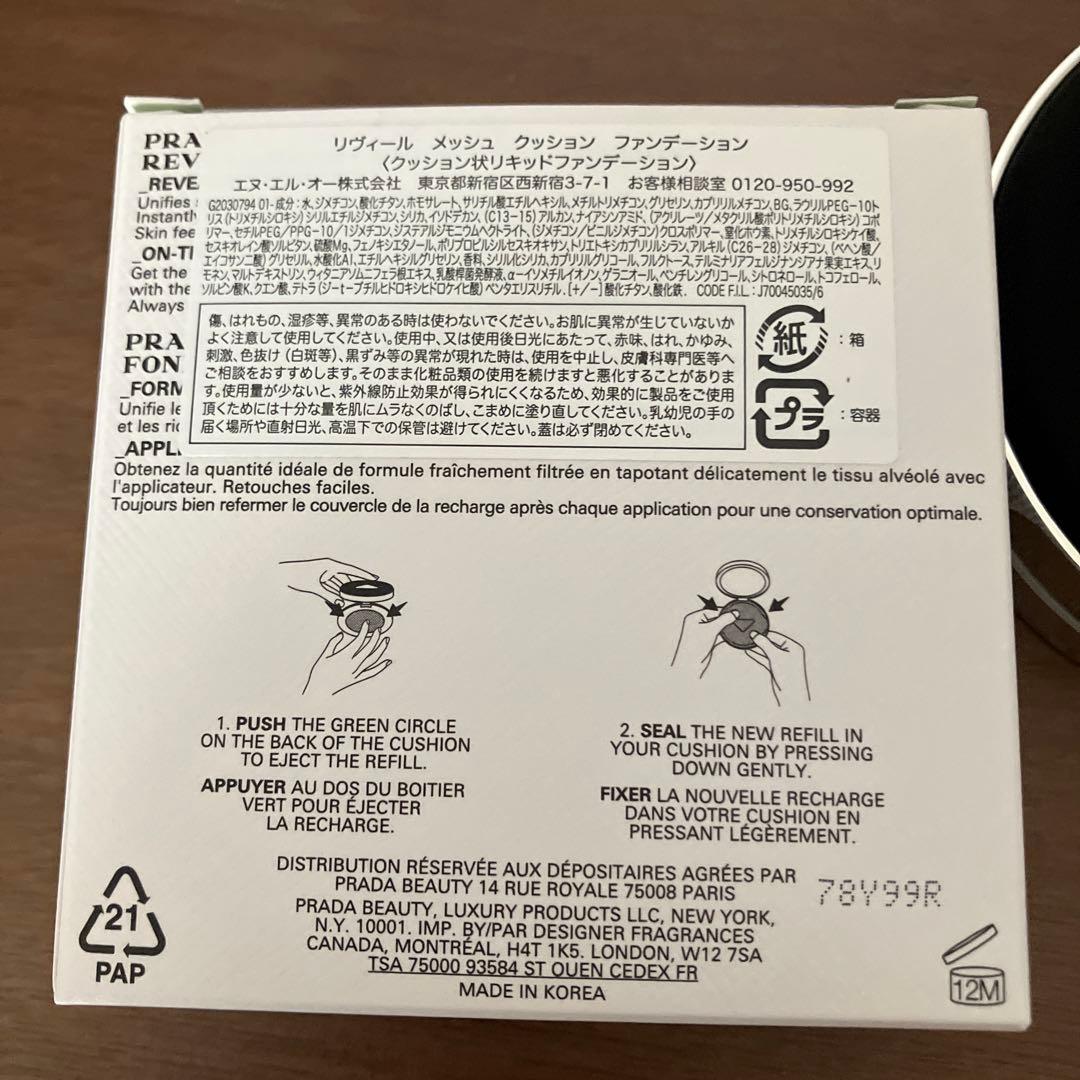 PRA
REV
_REVE
Unifies
Instantl
Skin fee
_ON-TI
Get the
with the
Always
PRA
FON
_FORM
Unifie le
et les ric
_APPL
リヴィール メッシュ クッション ファンデーション
〈クッション状リキッドファンデーション〉
エヌ・エル・オー株式会社 東京都新宿区西新宿3-7-1 お客様相談室 0120-950-992
G2030794 01-成分:水,ジメチコン,酸化チタン,ホモサレート,サリチル酸エチルヘキシル,メチルトリメチコン,グリセリン,カプリリルメチコン,BG,ラウリルPEG-10ト
リス(トリメチルシロキシ)シリルエチルジメチコン,シリカ,イソドデカン,(C13-15)アルカン,ナイアシンアミド,(アクリレーツ/メタクリル酸ポリトリメチルシロキシ)コポ
リマー,セチルPEG/PPG-10/1ジメチコン,ジステアルジモニウムヘクトライト,(ジメチコン/ビニルジメチコン)クロスポリマー,窒化ホウ素,トリメチルシロキシケイ酸,
セスキオレイン酸ソルビタン,硫酸Mg,フェノキシエタノール,ポリプロピルシルセスキオキサン,トリエトキシカプリリルシラン,アルキル(C26-28)ジメチコン,(ベヘン酸/
エイコサン二酸)グリセリル,水酸化Al,エチルヘキシルグリセリン,香料,シリル化シリカ,カプリリルグリコール,フルクトース,テルミナリアフェルジナンジアナ果実エキス,リ
モネン,マルトデキストリン,ウィタニアソムニフェラ根エキス,乳酸桿菌発酵液,α-イソメチルイオノン,ゲラニオール,ペンチレングリコール,シトロネロール,トコフェロール,
ソルビン酸K,クエン酸,テトラ(ジ-t-ブチルヒドロキシヒドロケイヒ酸)ペンタエリスリチル.[+/-]酸化チタン,酸化鉄. CODE F.I.L.:J70045035/6
傷、はれもの、湿疹等、異常のある時は使わないでください。お肌に異常が生じていないか
よく注意して使用してください。使用中、又は使用後日光にあたって、赤味、はれ、かゆみ、
刺激、色抜け(白斑等)、黒ずみ等の異常が現れた時は、使用を中止し、皮膚科専門医等へ
ご相談をおすすめします。そのまま化粧品類の使用を続けますと悪化することがありま
す。使用量が少ないと、紫外線防止効果が得られにくくなるため、効果的に製品をご使用
頂くためには十分な量を肌にムラなくのばし、こまめに塗り直してください。乳幼児の手の
届く場所や直射日光、高温下での保管は避けてください。蓋は必ず閉めてください。
紙 :箱
プラ :容器
Obtenez la quantité idéale de formule fraîchement filtrée en tapotant délicatement le tissu alvéolé avec
l'applicateur. Retouches faciles.
Toujours bien refermer le couvercle de la recharge après chaque application pour une conservation optimale.
1. PUSH THE GREEN CIRCLE
ON THE BACK OF THE CUSHION
TO EJECT THE REFILL.
APPUYER AU DOS DU BOITIER
VERT POUR ÉJECTER
LA RECHARGE.
2. SEAL THE NEW REFILL IN
YOUR CUSHION BY PRESSING
DOWN GENTLY.
FIXER LA NOUVELLE RECHARGE
DANS VOTRE CUSHION EN
PRESSANT LÉGÈREMENT.
DISTRIBUTION RÉSERVÉE AUX DÉPOSITAIRES AGRÉES PAR
PRADA BEAUTY 14 RUE ROYALE 75008 PARIS
PRADA BEAUTY, LUXURY PRODUCTS LLC, NEW YORK,
N.Y. 10001. IMP. BY/PAR DESIGNER FRAGRANCES
CANADA, MONTRÉAL, H4T 1K5. LONDON, W12 7SA
TSA 75000 93584 ST OUEN CEDEX FR
MADE IN KOREA
78Y99R
21
PAP
12M